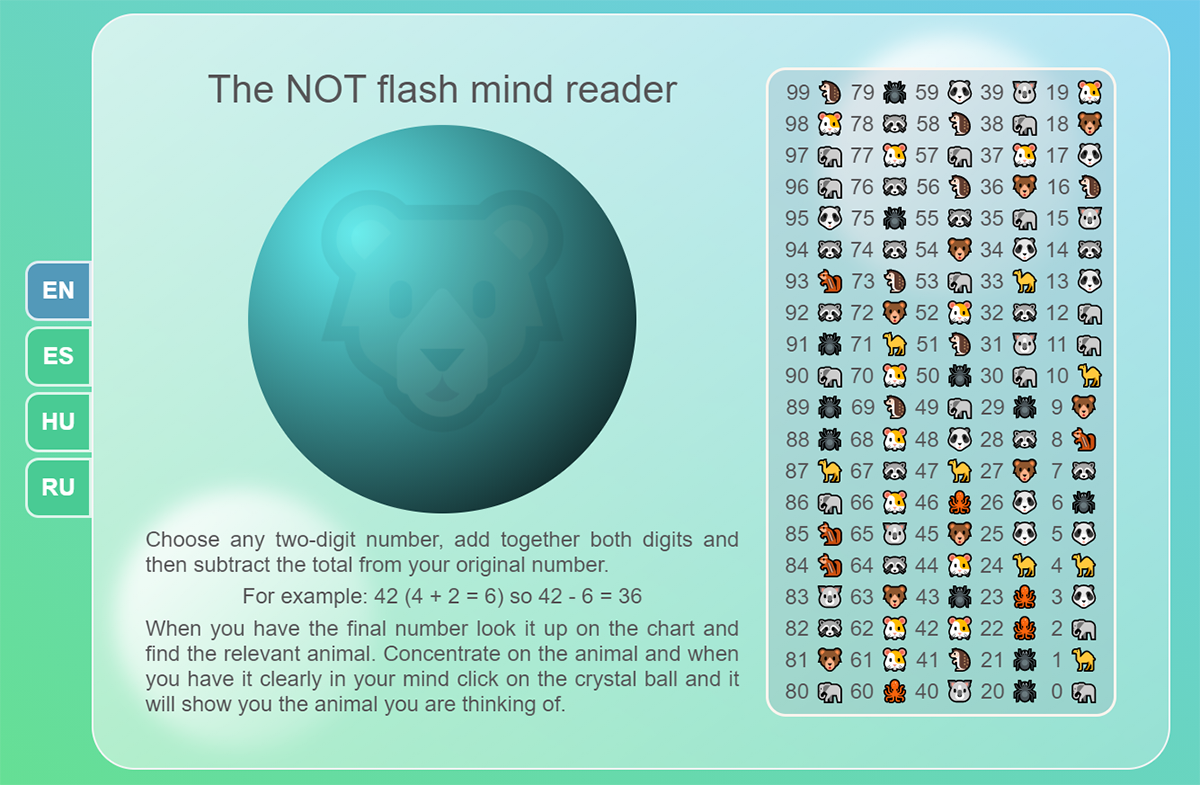 The NOT flash mind reader
EN
ES
HU
RU
Choose any two-digit number, add together both digits and
then subtract the total from your original number.
For example: 42 (4 + 2 = 6) so 42 - 6 = 36
When you have the final number look it up on the chart and
find the relevant animal. Concentrate on the animal and when
you have it clearly in your mind click on the crystal ball and it
will show you the animal you are thinking of.
99 79 59 39 19
98 78 58 38 18
97 77 57 37 17
96 76 56 36 16
95 75 55 35 15
94 74 54 34 14
93 73 53 33 13
92 72 52 32 12
91 71 51 31 11
90 70 50 30 10
89 69 49 29 9
88 68 48 28 8
87 67 47 27 7
86 66 46 26 6
85 65 45 25 5
84 64 44 24 4
83 63 43 23 3
82 62 42 22 2
81 61 41 21 1
80 60 40 20 0